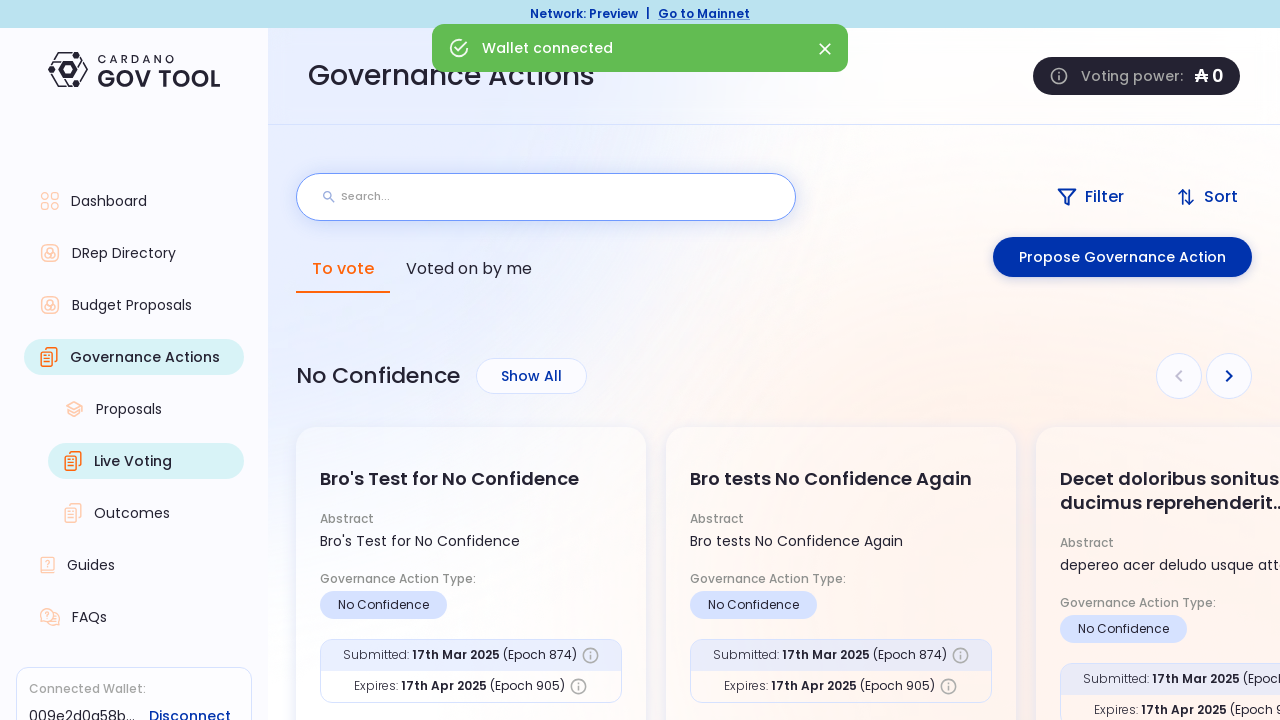 Network: Preview | Go to Mainnet
Wallet connected
CARDANO
GOV TOOL
Governance Actions
Voting power: ₳ 0
Dashboard
DRep Directory
Budget Proposals
Governance Actions
Proposals
Live Voting
Outcomes
Guides
FAQs
Connected Wallet:
009e2d0a58b... Disconnect
Search...
Filter
Sort
To vote
Voted on by me
Propose Governance Action
No Confidence
Show All
Bro's Test for No Confidence
Abstract
Bro's Test for No Confidence
Governance Action Type:
No Confidence
Submitted: 17th Mar 2025 (Epoch 874)
Expires: 17th Apr 2025 (Epoch 905)
Bro tests No Confidence Again
Abstract
Bro tests No Confidence Again
Governance Action Type:
No Confidence
Submitted: 17th Mar 2025 (Epoch 874)
Expires: 17th Apr 2025 (Epoch 905)
Decet doloribus sonitus
ducimus reprehenderit...
Abstract
depereo acer deludo usque
Governance Action Type:
No Confidence
Submitted: 17th Mar 2025
Expires: 17th Apr 2025 (Epoch